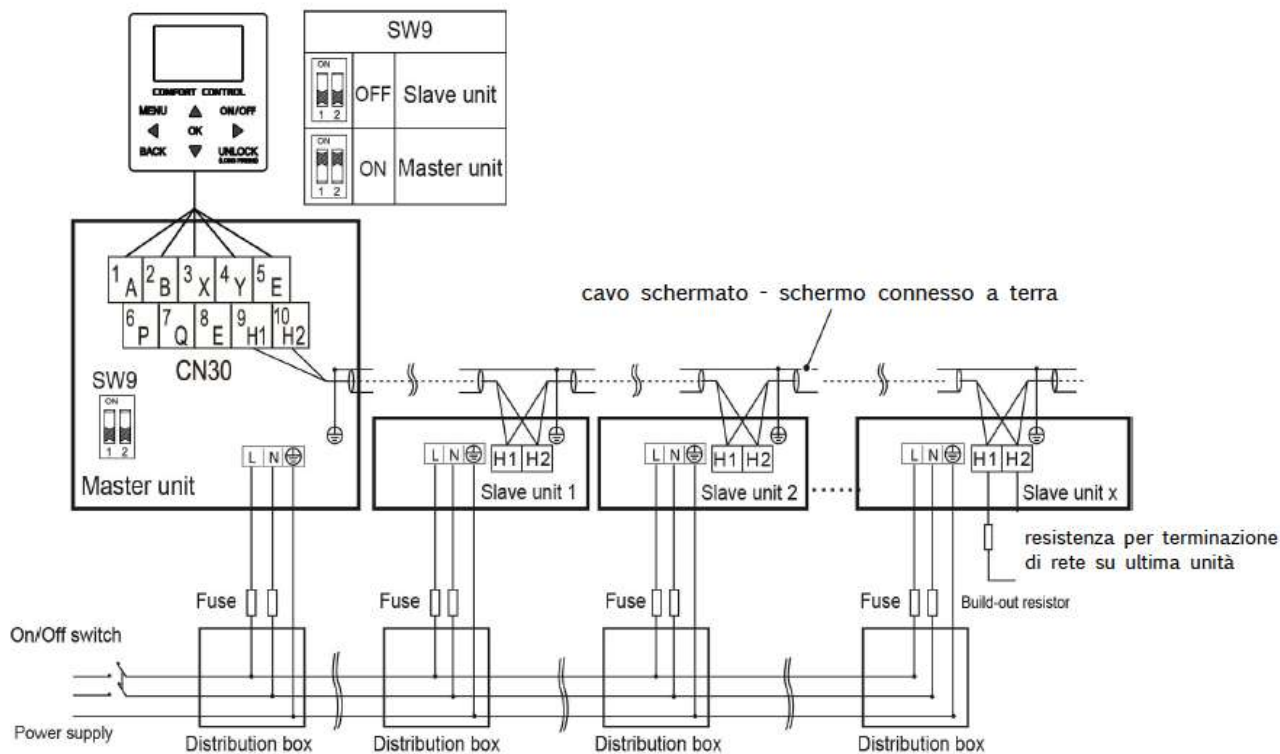 COMFORT CONTROL
MENU ON/OFF
OK
BACK UNLOCK
(LONG PRESS)
SW9
ON
1 2
OFF Slave unit
ON
1 2
ON Master unit
1 A 2 B 3 X 4 Y 5 E
6 P 7 Q 8 E 9 H1 10 H2
CN30
SW9
ON
1 2
L N
Master unit
cavo schermato - schermo connesso a terra
L N H1 H2
Slave unit 1
L N H1 H2
Slave unit 2
L N H1 H2
Slave unit x
resistenza per terminazione
di rete su ultima unità
Build-out resistor
Fuse
Fuse
Fuse
Fuse
On/Off switch
Power supply
Distribution box
Distribution box
Distribution box
Distribution box